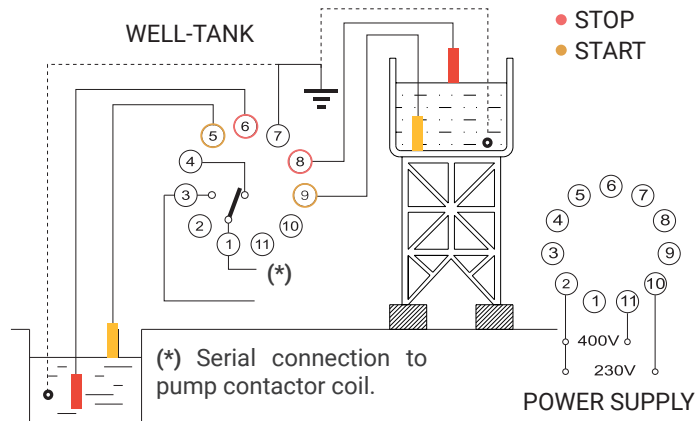 WELL-TANK
STOP
START
6
5
7
4
8
3
9
2
10
1
11
(*)
(*) Serial connection to
pump contactor coil.
6
5
7
4
8
3
9
2
10
1
11
400V
230V
POWER SUPPLY